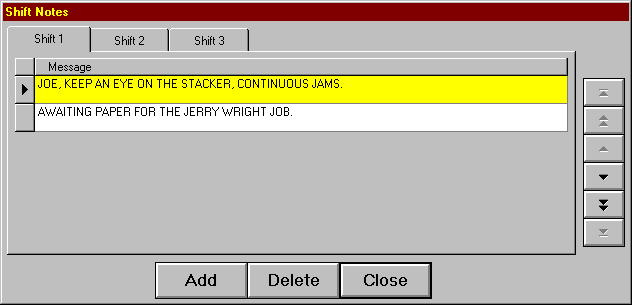 Shift Notes
Shift 1 Shift 2 Shift 3
Message
JOE, KEEP AN EYE ON THE STACKER, CONTINUOUS JAMS.
AWAITING PAPER FOR THE JERRY WRIGHT JOB.
Add Delete Close